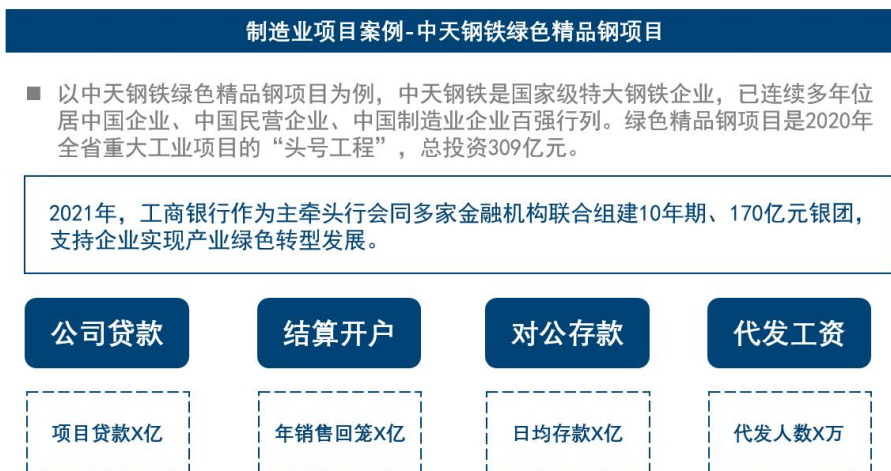 制造业项目案例-中天钢铁绿色精品钢项目
■ 以中天钢铁绿色精品钢项目为例，中天钢铁是国家级特大钢铁企业，已连续多年位
居中国企业、中国民营企业、中国制造业企业百强行列。绿色精品钢项目是2020年
全省重大工业项目的“头号工程”，总投资309亿元。
2021年，工商银行作为主牵头行会同多家金融机构联合组建10年期、170亿元银团，
支持企业实现产业绿色转型发展。
公司贷款 结算开户 对公存款 代发工资
项目贷款X亿 年销售回笼X亿 日均存款X亿 代发人数X万